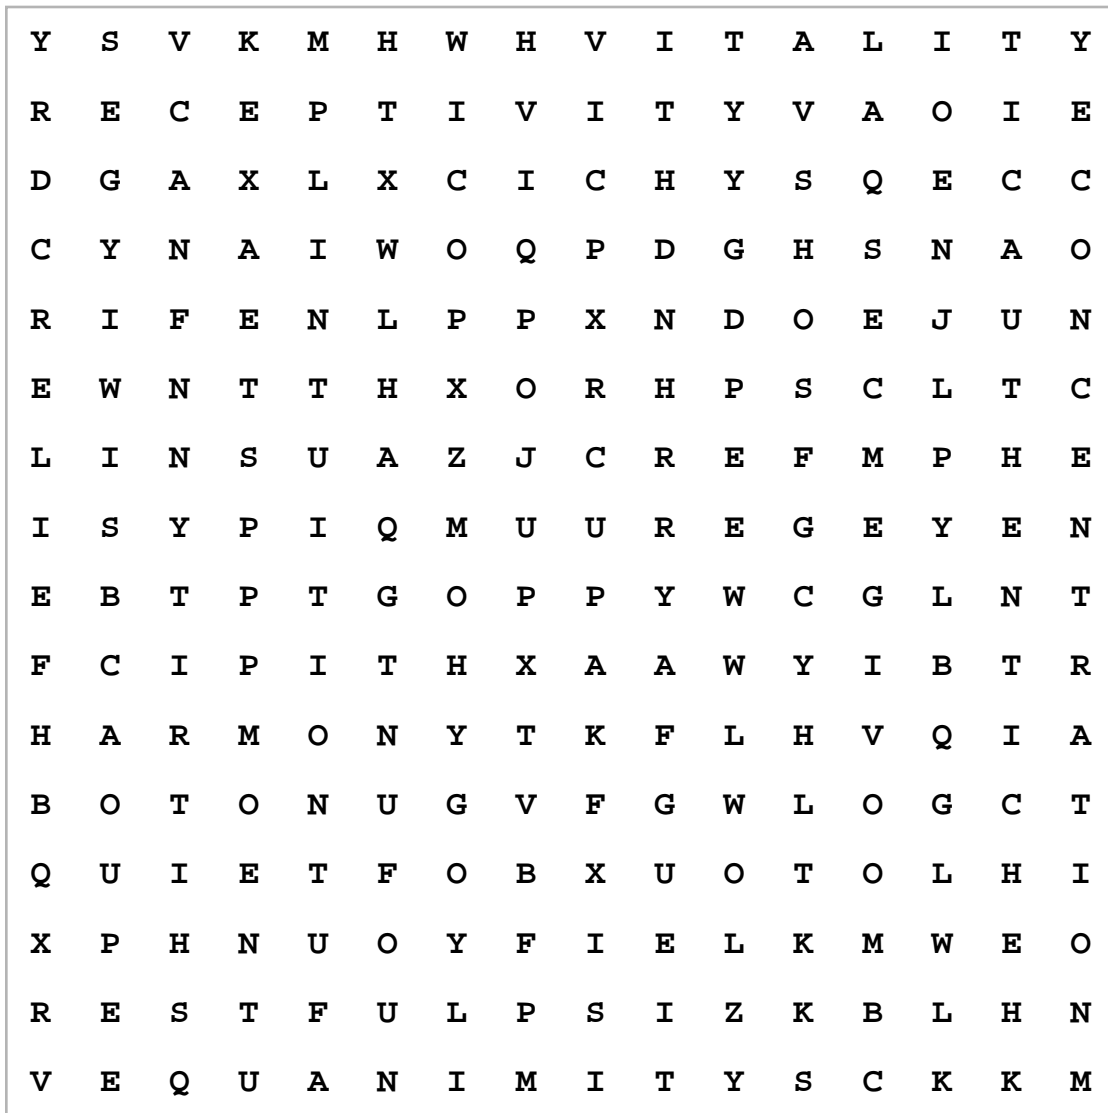 Y S V K M H W H V I T A L I T Y
R E C E P T I V I T Y V A O I E
D G A X L X C I C H Y S Q E C C
C Y N A I W O Q P D G H S N A O
R I F E N L P P X N D O E J U N
E W N T T H X O R H P S C L T C
L I N S U A Z J C R E F M P H E
I S Y P I Q M U U R E G E Y E N
E B T P T G O P P Y W C G L N T
F C I P I T H X A A W Y I B T R
H A R M O N Y T K F L H V Q I A
B O T O N U G V F G W L O G C T
Q U I E T F O B X U O T O L H I
X P H N U O Y F I E L K M W E O
R E S T F U L P S I Z K B L H N
V E Q U A N I M I T Y S C K K M